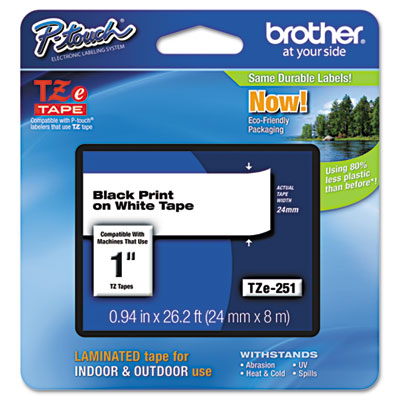 P-touch
ELECTRONIC LABELING SYSTEM
brother
at your side
TZe
TAPE
Compatible with P-touch®
labelers that use TZ tape
Same Durable Labels!
Now!
Eco-Friendly
Packaging
Using 80%
less plastic
than before*!
Black Print
on White Tape
ACTUAL
TAPE
WIDTH
24mm
Compatible With
Machines That Use
1"
TZ Tapes
TZe-251
0.94 in x 26.2 ft (24 mm x 8 m)
LAMINATED tape for
INDOOR & OUTDOOR use
WITHSTANDS
• Abrasion • UV
• Heat & Cold • Spills